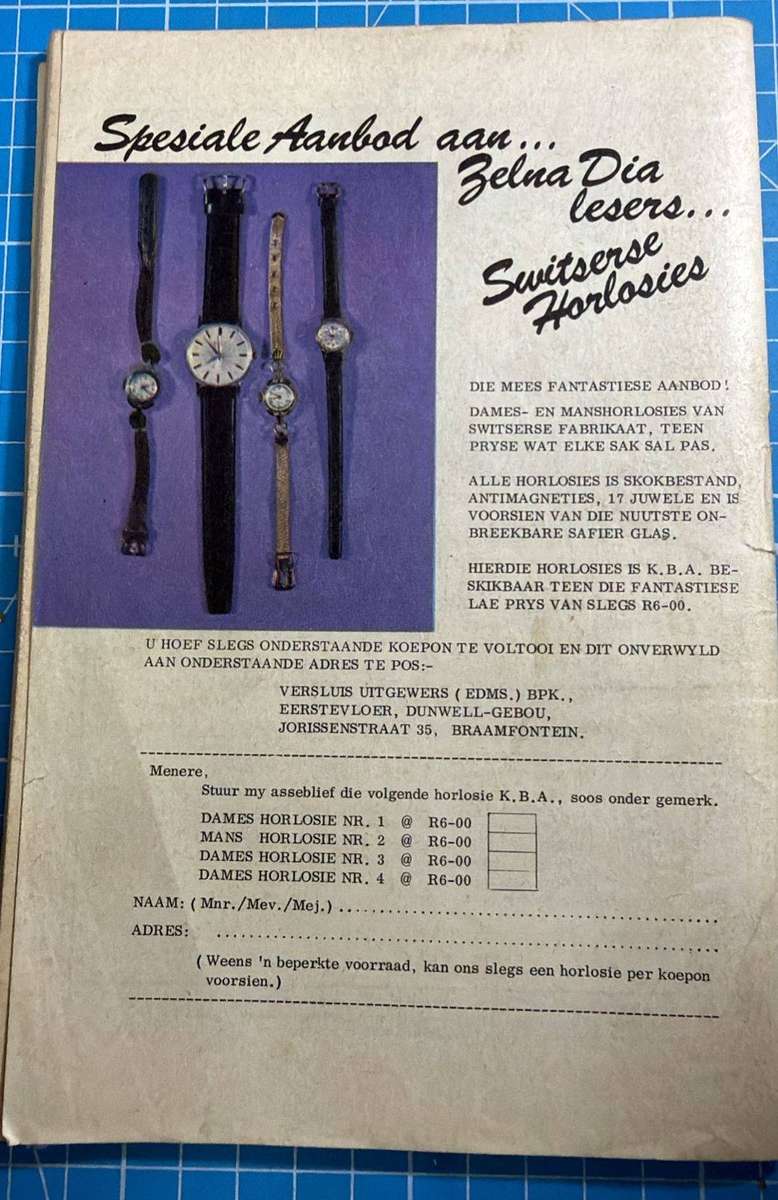 Spesiale Aanbod aan...
Zelna Dia
lesers...
Switserse
Horlosies
DIE MEES FANTASTIESE AANBOD!
DAMES- EN MANSHORLOSIES VAN
SWITSERSE FABRIKAAT, TEEN
PRYSE WAT ELKE SAK SAL PAS.
ALLE HORLOSIES IS SKOKBESTAND,
ANTIMAGNETIES, 17 JUWELE EN IS
VOORSIEN VAN DIE NUUTSTE ON-
BREEKBARE SAFIER GLAS.
HIERDIE HORLOSIES IS K.B.A. BE-
SKIKBAAR TEEN DIE FANTASTIESE
LAE PRYS VAN SLEGS R6-00.
U HOEF SLEGS ONDERSTAANDE KOEPON TE VOLTOOI EN DIT ONVERWYLD
AAN ONDERSTAANDE ADRES TE POS:-
VERSLUIS UITGEWERS ( EDMS.) BPK.,
EERSTEVLOER, DUNWELL-GEBOU,
JORISSENSTRAAT 35, BRAAMFONTEIN.
Menere,
Stuur my asseblief die volgende horlosie K.B.A., soos onder gemerk.
DAMES HORLOSIE NR. 1 @ R6-00
MANS HORLOSIE NR. 2 @ R6-00
DAMES HORLOSIE NR. 3 @ R6-00
DAMES HORLOSIE NR. 4 @ R6-00
NAAM: ( Mnr./Mev./Mej.) ....................................................
ADRES: ....................................................................
( Weens 'n beperkte voorraad, kan ons slegs een horlosie per koepon
voorsien.)